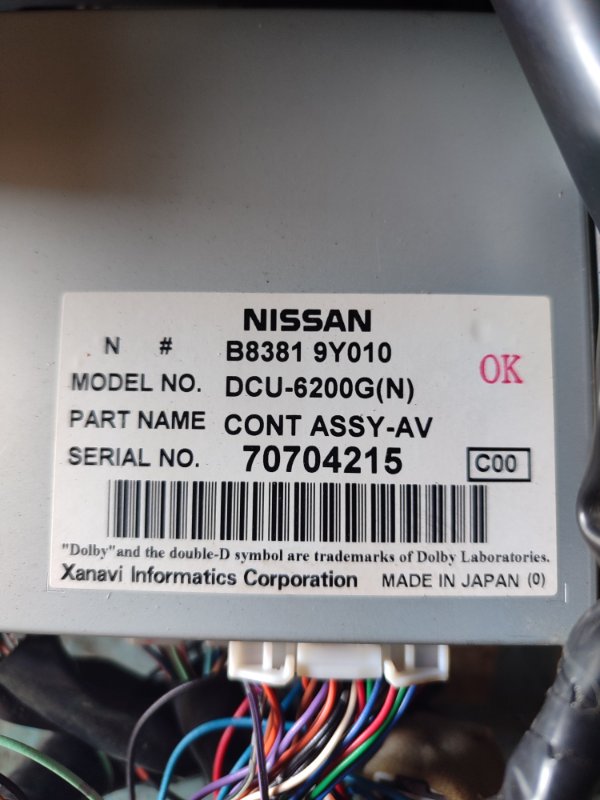 NISSAN
N # B8381 9Y010
OK
MODEL NO. DCU-6200G(N)
PART NAME CONT ASSY-AV
SERIAL NO. 70704215
C00
"Dolby"and the double-D symbol are trademarks of Dolby Laboratories.
Xanavi Informatics Corporation MADE IN JAPAN (0)